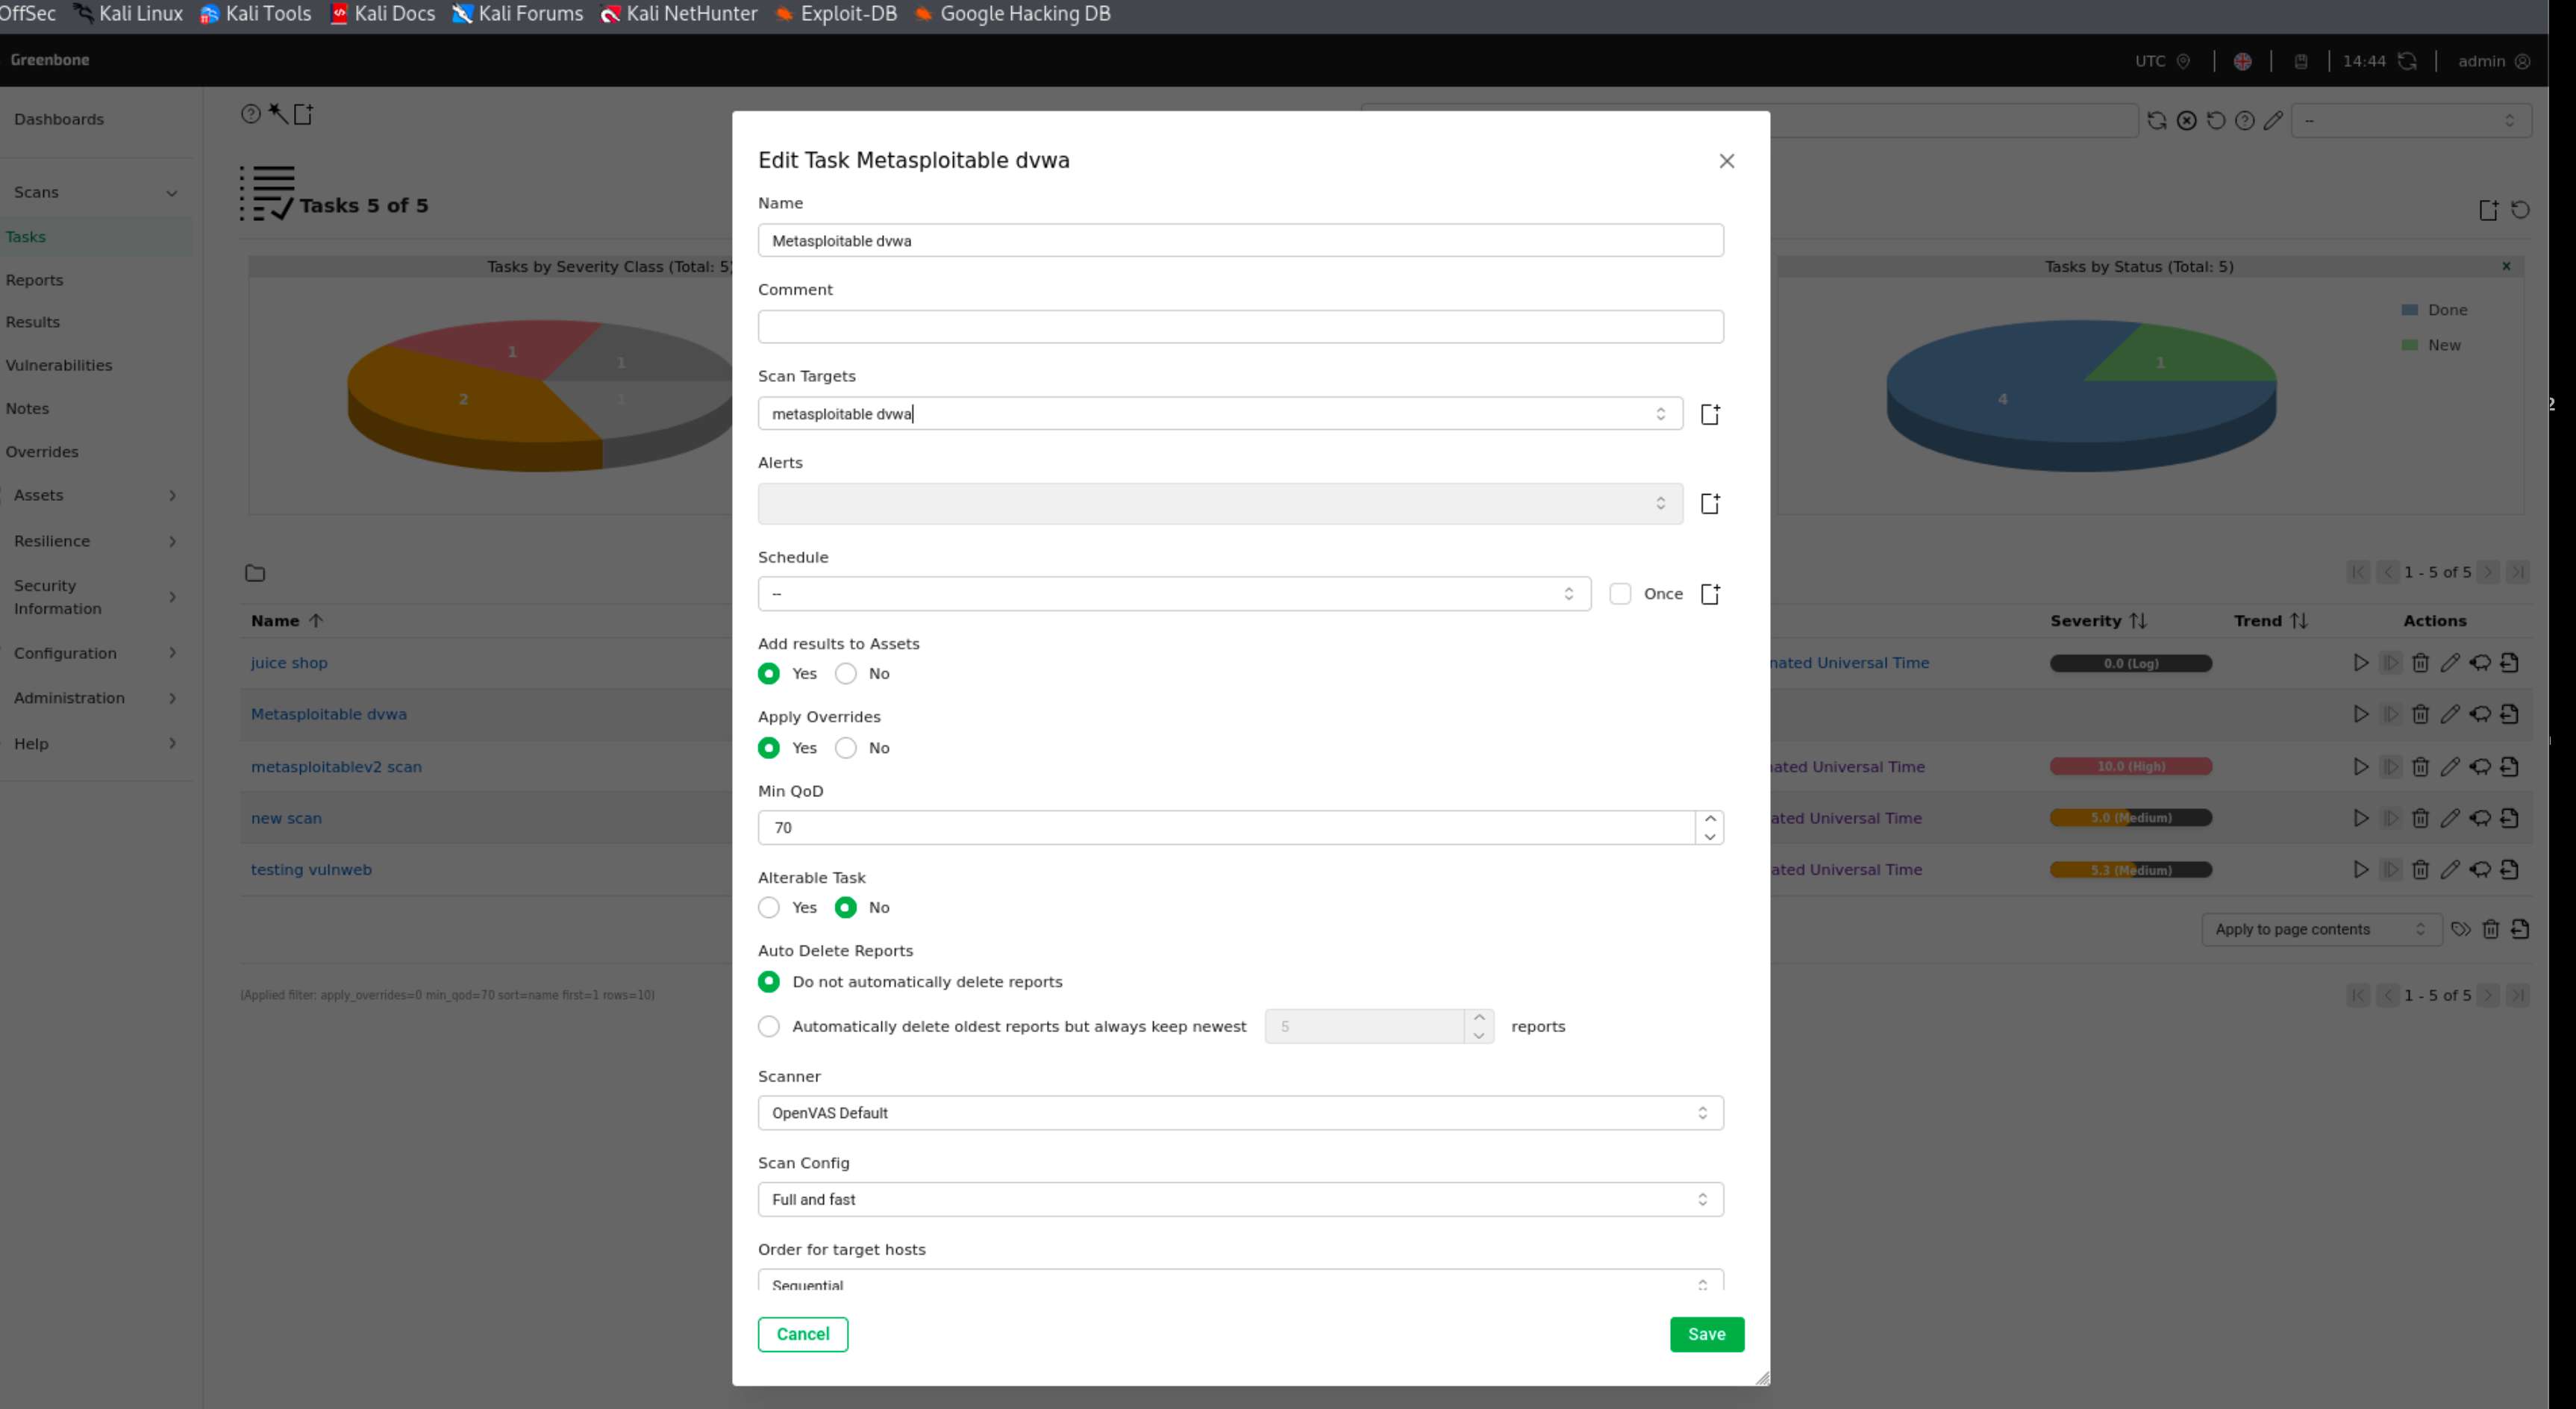 OffSec Kali Linux Kali Tools Kali Docs Kali Forums Kali NetHunter Exploit-DB Google Hacking DB
Greenbone
UTC 14:44 admin
Dashboards
Scans
Tasks
Reports
Results
Vulnerabilities
Notes
Overrides
Assets
Resilience
Security
Information
Configuration
Administration
Help
--
Tasks 5 of 5
Tasks by Severity Class (Total: 5)
1
1
2
1
Tasks by Status (Total: 5)
Done
New
1
4
1 - 5 of 5
Name Severity Trend Actions
juice shop nated Universal Time 0.0 (Log)
Metasploitable dvwa
metasploitablev2 scan nated Universal Time 10.0 (High)
new scan ated Universal Time 5.0 (Medium)
testing vulnweb ated Universal Time 5.3 (Medium)
Apply to page contents
(Applied filter: apply_overrides=0 min_qod=70 sort=name first=1 rows=10)
1 - 5 of 5
Edit Task Metasploitable dvwa
Name
Metasploitable dvwa
Comment
Scan Targets
metasploitable dvwa
Alerts
Schedule
--
Once
Add results to Assets
Yes No
Apply Overrides
Yes No
Min QoD
70
Alterable Task
Yes No
Auto Delete Reports
Do not automatically delete reports
Automatically delete oldest reports but always keep newest 5 reports
Scanner
OpenVAS Default
Scan Config
Full and fast
Order for target hosts
Sequential
Cancel Save